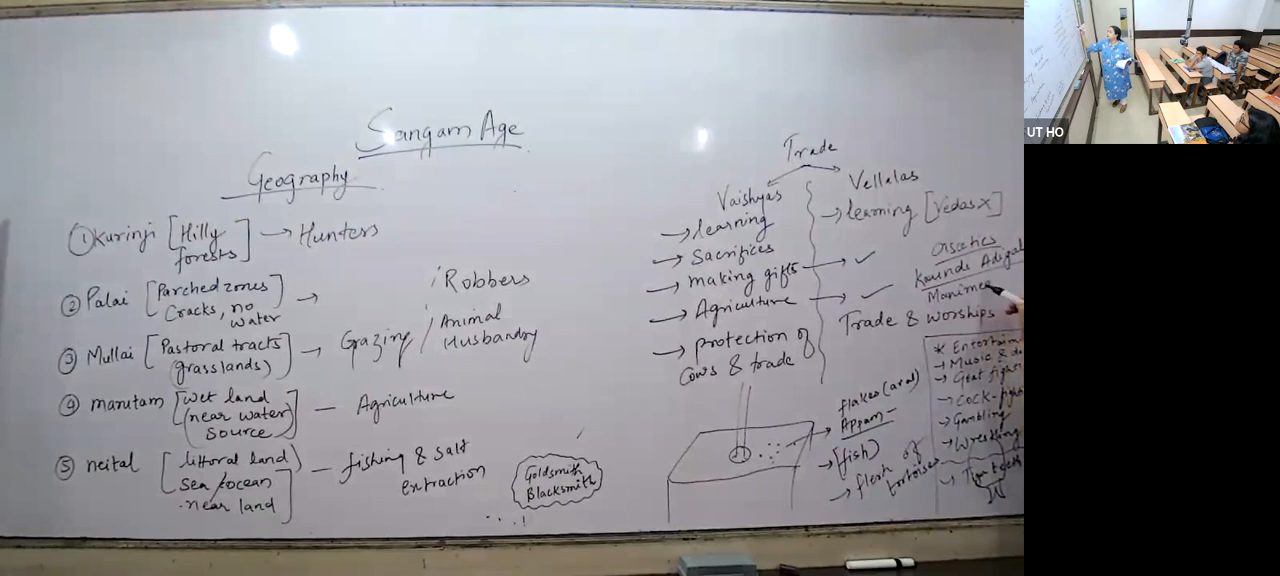 Sangam Age
Geography
① Kurinji [Hilly forests] → Hunters
② Palai [Parched zones Cracks, no water] → Robbers
③ Mullai [Pastoral tracts (grasslands)] → Grazing / Animal Husbandry
④ marutam [wet land (near water source] — Agriculture
⑤ neital [littoral land) sea/ocean near land] — fishing & salt extraction
Goldsmith
Blacksmith
Trade
Vaishyas
→ learning
→ Sacrifices
→ making gifts → ✓
→ Agriculture → ✓
→ protection of
cows & trade
Vellalas
→ learning [Vedas X]
Trade & worships
Kaundi Adigal
flakes (aval)
Appam
→ [fish]
→ flesh of
tortoises
* Entertain
→ Music & d
→ Goat fight
→ Cock-fight
→ Gambling
→ Wrestling
UT HO